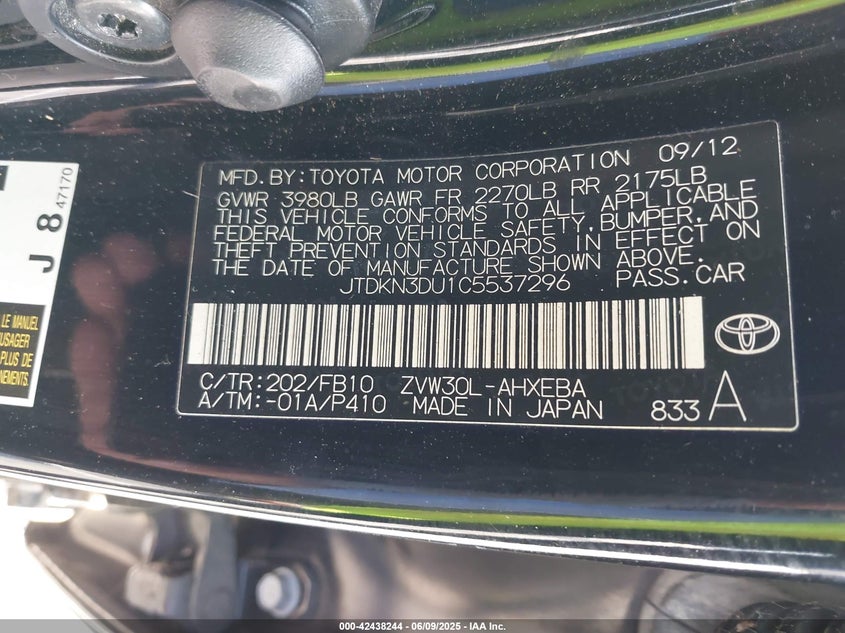 MFD.BY:TOYOTA MOTOR CORPORATION 09/12
GVWR 3980LB GAWR FR 2270LB RR 2175LB
THIS VEHICLE CONFORMS TO ALL APPLICABLE
FEDERAL MOTOR VEHICLE SAFETY,BUMPER,AND
THEFT PREVENTION STANDARDS IN EFFECT ON
THE DATE OF MANUFACTURE SHOWN ABOVE.
JTDKN3DU1C5537296 PASS.CAR
C/TR:202/FB10 ZVW30L-AHXEBA
A/TM:-01A/P410 MADE IN JAPAN 833 A
J 8 47170
LE MANUEL
USAGER
PLUS DE
NEMENTS.
000-42438244 - 06/09/2025 - IAA Inc.